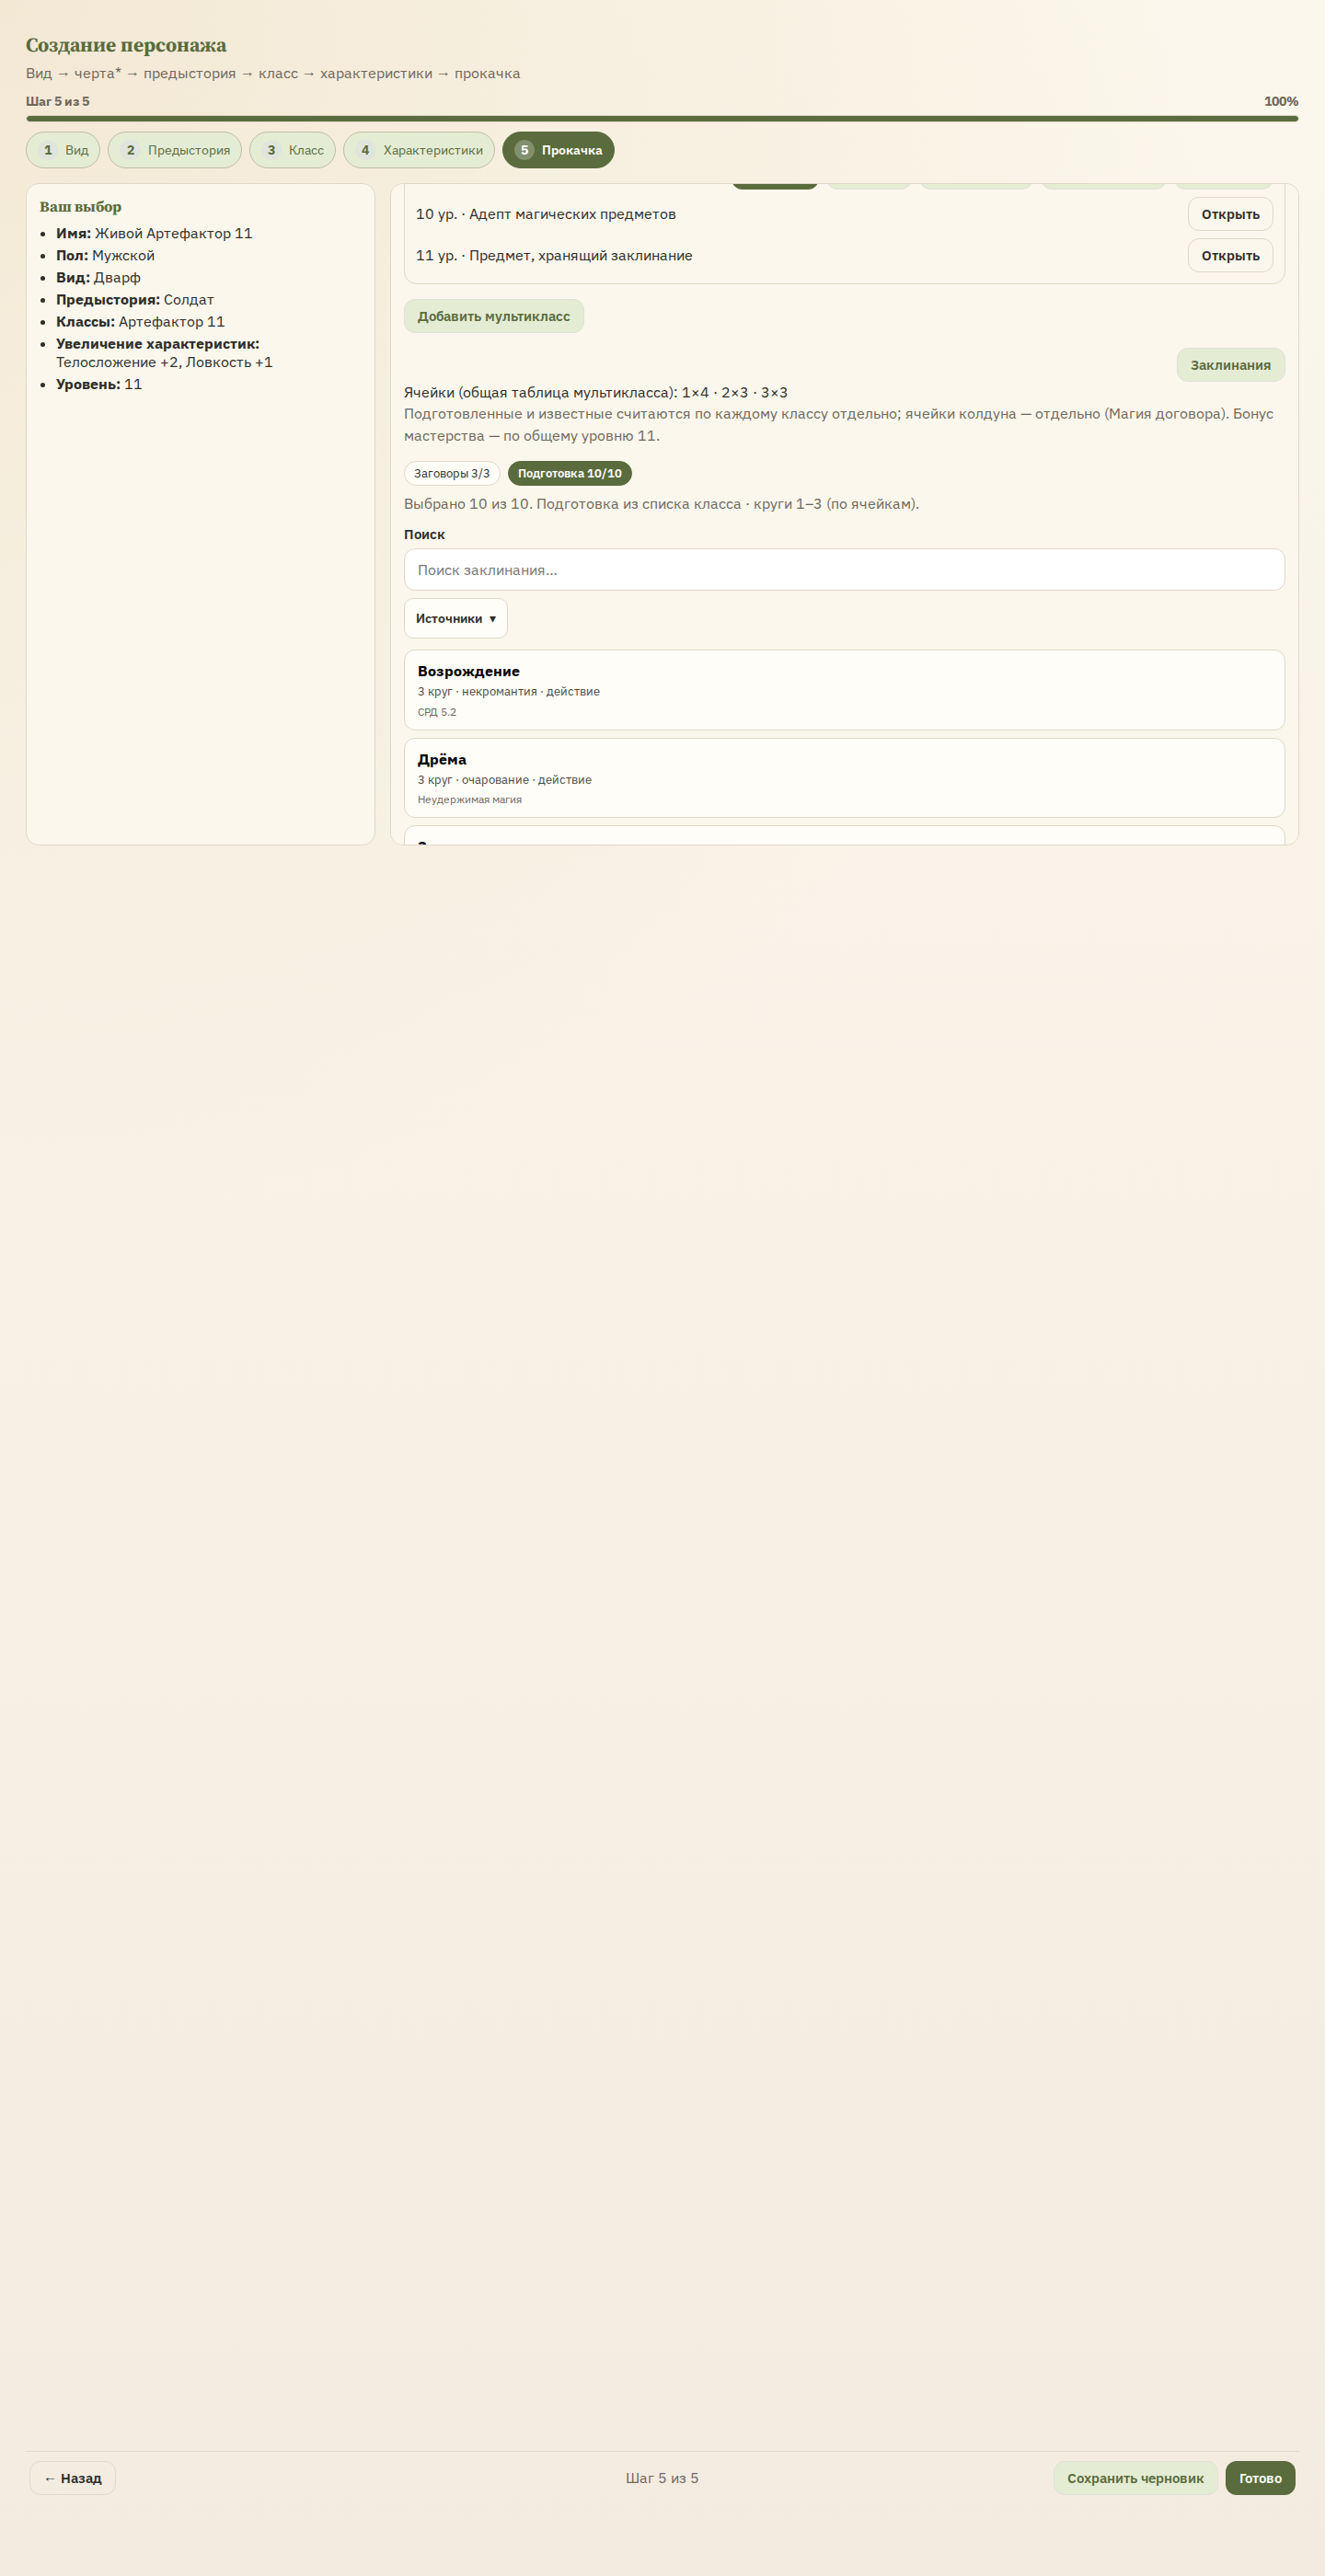 Создание персонажа
Вид → черта* → предыстория → класс → характеристики → прокачка
Шаг 5 из 5
100%
1 Вид
2 Предыстория
3 Класс
4 Характеристики
5 Прокачка
Ваш выбор
Имя: Живой Артефактор 11
Пол: Мужской
Вид: Дварф
Предыстория: Солдат
Классы: Артефактор 11
Увеличение характеристик:
Телосложение +2, Ловкость +1
Уровень: 11
10 ур. · Адепт магических предметов
Открыть
11 ур. · Предмет, хранящий заклинание
Открыть
Добавить мультикласс
Заклинания
Ячейки (общая таблица мультикласса): 1×4 · 2×3 · 3×3
Подготовленные и известные считаются по каждому классу отдельно; ячейки колдуна — отдельно (Магия договора). Бонус
мастерства — по общему уровню 11.
Заговоры 3/3
Подготовка 10/10
Выбрано 10 из 10. Подготовка из списка класса · круги 1–3 (по ячейкам).
Поиск
Поиск заклинания...
Источники ▾
Возрождение
3 круг · некромантия · действие
СРД 5.2
Дрёма
3 круг · очарование · действие
Неудержимая магия
← Назад
Шаг 5 из 5
Сохранить черновик
Готово